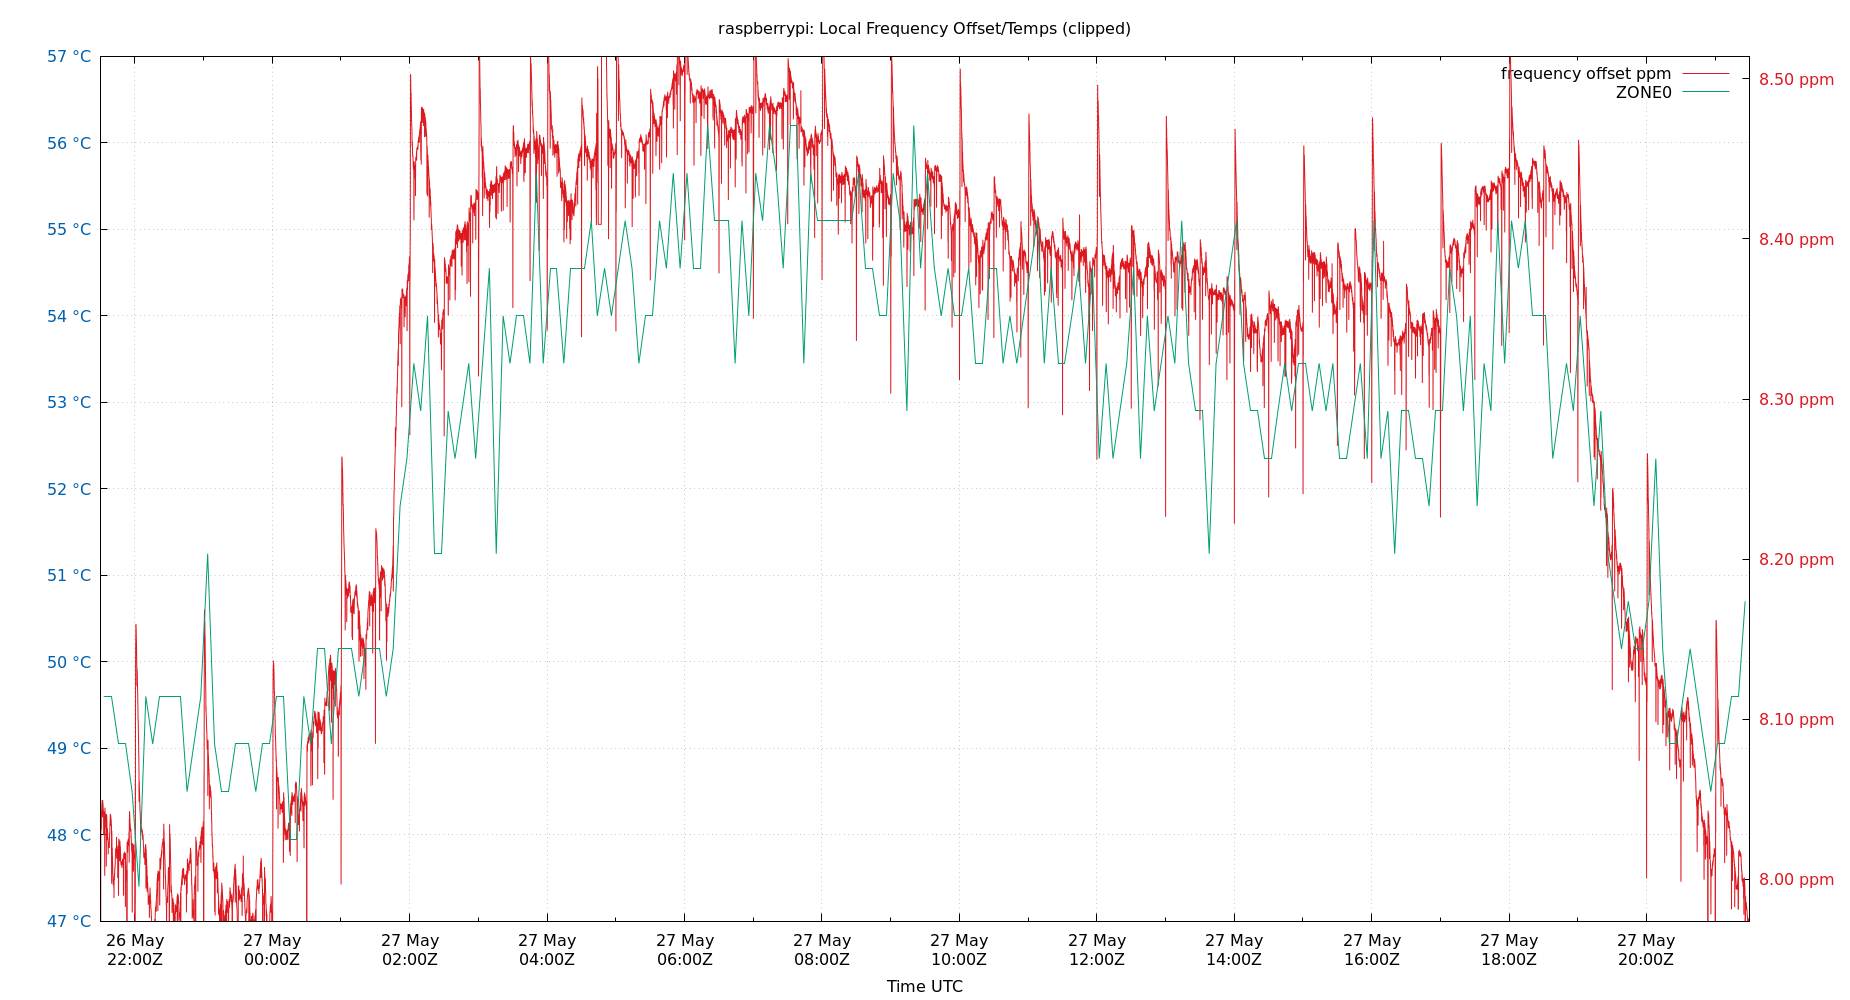 raspberrypi: Local Frequency Offset/Temps (clipped)
frequency offset ppm
ZONE0
57 °C
56 °C
55 °C
54 °C
53 °C
52 °C
51 °C
50 °C
49 °C
48 °C
47 °C
8.50 ppm
8.40 ppm
8.30 ppm
8.20 ppm
8.10 ppm
8.00 ppm
26 May 27 May 27 May 27 May 27 May 27 May 27 May 27 May 27 May 27 May 27 May 27 May
22:00Z 00:00Z 02:00Z 04:00Z 06:00Z 08:00Z 10:00Z 12:00Z 14:00Z 16:00Z 18:00Z 20:00Z
Time UTC